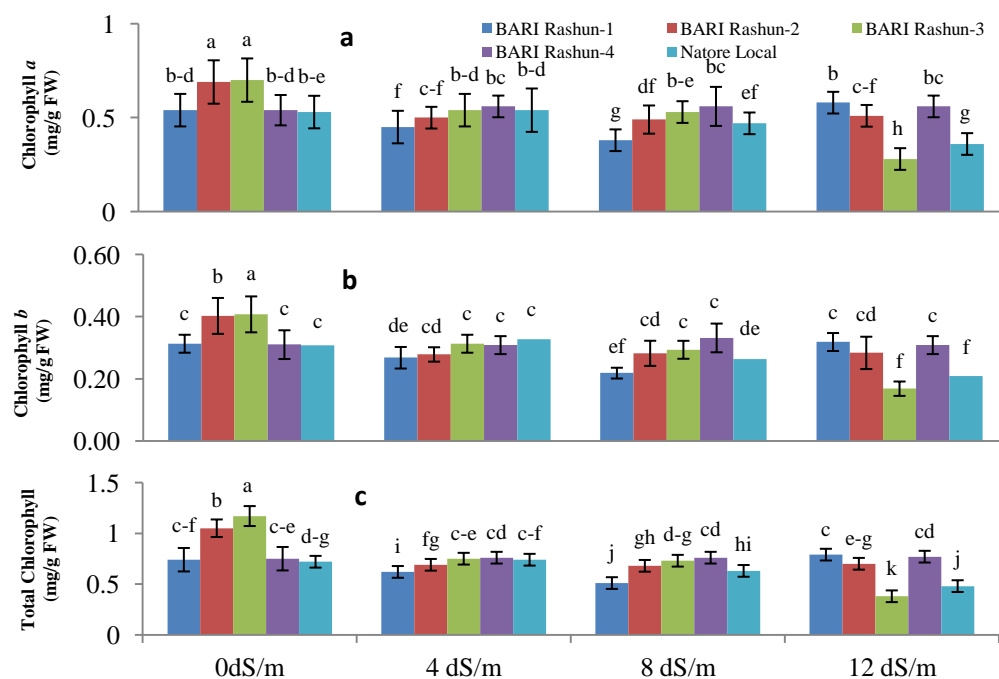 BARI Rashun-1 BARI Rashun-2 BARI Rashun-3
BARI Rashun-4 Natore Local
a
Chlorophyll a
(mg/g FW)
1
0.5
0
b-d a a b-d b-e
f c-f b-d bc b-d
g df b-e bc ef
b c-f h bc g
b
Chlorophyll b
(mg/g FW)
0.60
0.40
0.20
0.00
c b a c c
de cd c c c
ef cd c c de
c cd f c f
c
Total Chlorophyll
(mg/g FW)
1.5
1
0.5
0
c-f b a c-e d-g
i fg c-e cd c-f
j gh d-g cd hi
c e-g k cd j
0dS/m 4 dS/m 8 dS/m 12 dS/m